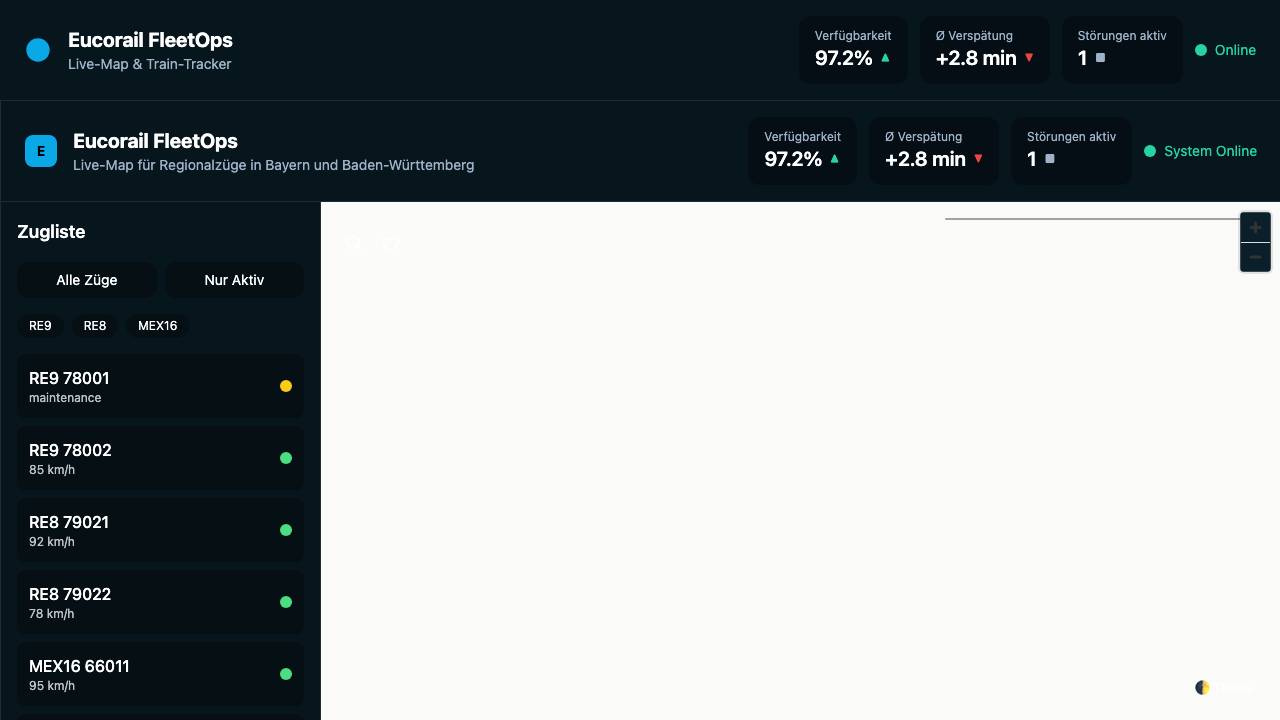 Eucorail FleetOps
Live-Map & Train-Tracker
Verfügbarkeit
97.2% ▲
Ø Verspätung
+2.8 min ▼
Störungen aktiv
1 ■
Online
E
Eucorail FleetOps
Live-Map für Regionalzüge in Bayern und Baden-Württemberg
Verfügbarkeit
97.2% ▲
Ø Verspätung
+2.8 min ▼
Störungen aktiv
1 ■
System Online
Zugliste
Alle Züge
Nur Aktiv
RE9
RE8
MEX16
RE9 78001
maintenance
RE9 78002
85 km/h
RE8 79021
92 km/h
RE8 79022
78 km/h
MEX16 66011
95 km/h
+
−